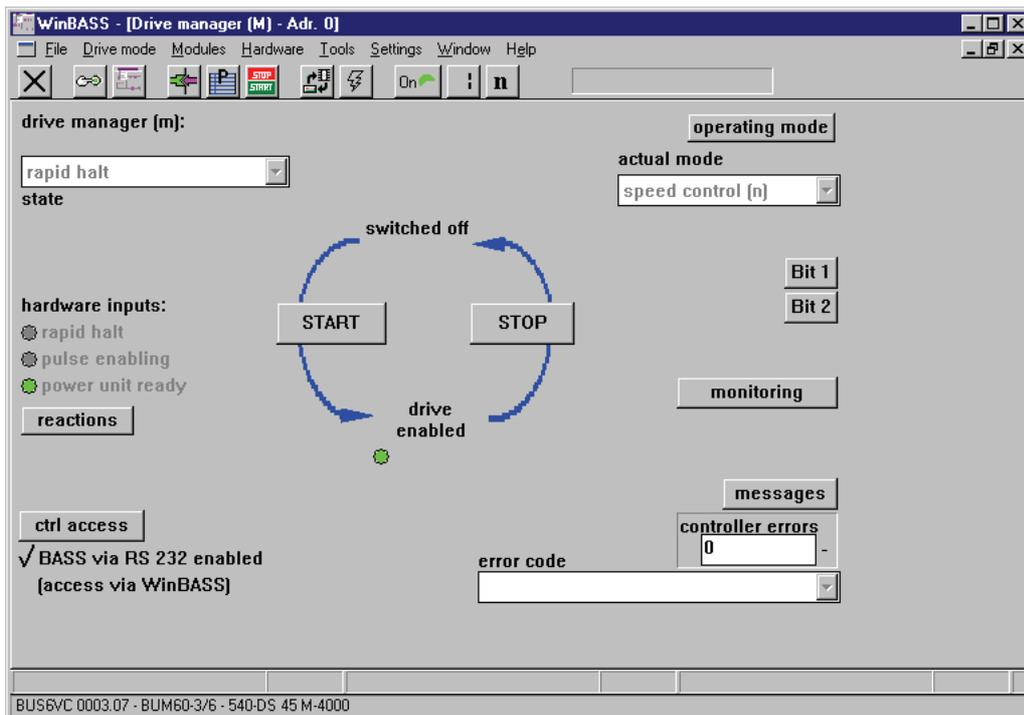 WinBASS - [Drive manager (M) - Adr. 0]
File Drive mode Modules Hardware Tools Settings Window Help
P STOP START On n
drive manager (m):
operating mode
rapid halt
state
actual mode
speed control (n)
switched off
Bit 1
Bit 2
hardware inputs:
rapid halt
pulse enabling
power unit ready
reactions
START
STOP
drive
enabled
monitoring
messages
controller errors
0 -
ctrl access
BASS via RS 232 enabled
(access via WinBASS)
error code
BUS6VC 0003.07 - BUM60-3/6 - 540-DS 45 M-4000